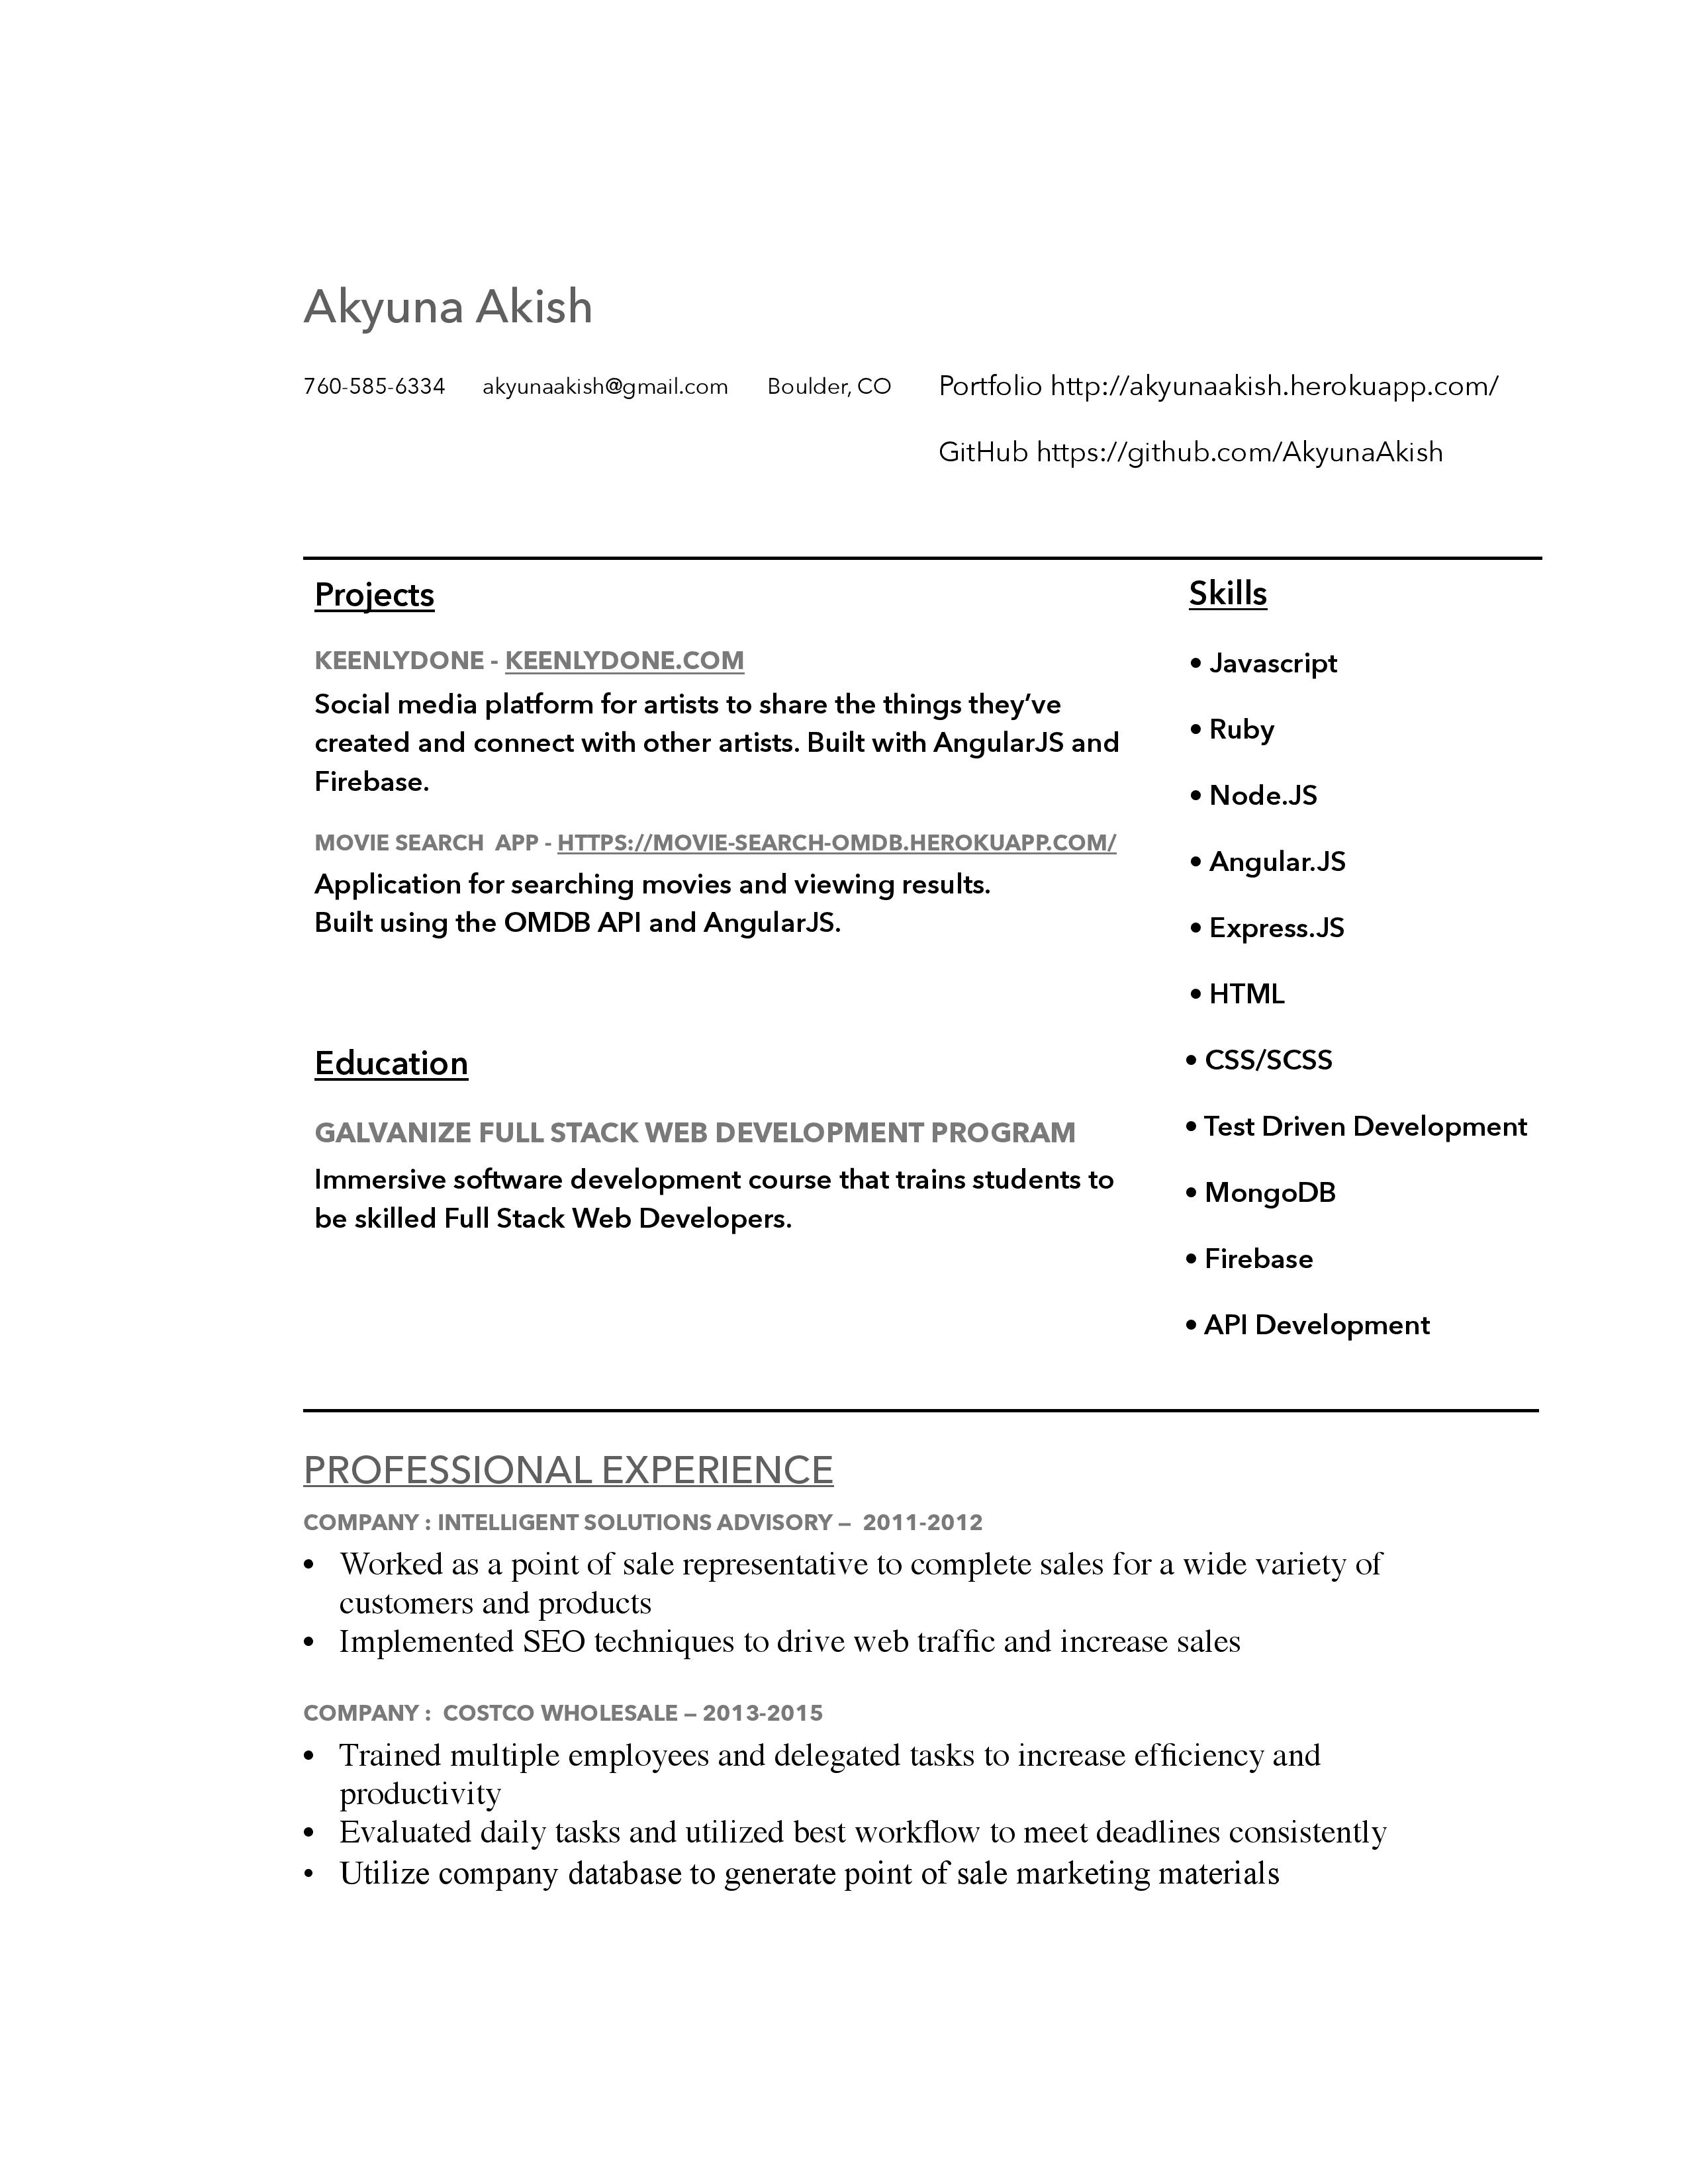 Akyuna Akish
760-585-6334 akyunaakish@gmail.com Boulder, CO Portfolio http://akyunaakish.herokuapp.com/
GitHub https://github.com/AkyunaAkish
Projects
KEENLYDONE - KEENLYDONE.COM
Social media platform for artists to share the things they’ve
created and connect with other artists. Built with AngularJS and
Firebase.
MOVIE SEARCH APP - HTTPS://MOVIE-SEARCH-OMDB.HEROKUAPP.COM/
Application for searching movies and viewing results.
Built using the OMDB API and AngularJS.
Education
GALVANIZE FULL STACK WEB DEVELOPMENT PROGRAM
Immersive software development course that trains students to
be skilled Full Stack Web Developers.
Skills
• Javascript
• Ruby
• Node.JS
• Angular.JS
• Express.JS
• HTML
• CSS/SCSS
• Test Driven Development
• MongoDB
• Firebase
• API Development
PROFESSIONAL EXPERIENCE
COMPANY : INTELLIGENT SOLUTIONS ADVISORY – 2011-2012
• Worked as a point of sale representative to complete sales for a wide variety of
customers and products
• Implemented SEO techniques to drive web traffic and increase sales
COMPANY : COSTCO WHOLESALE – 2013-2015
• Trained multiple employees and delegated tasks to increase efficiency and
productivity
• Evaluated daily tasks and utilized best workflow to meet deadlines consistently
• Utilize company database to generate point of sale marketing materials